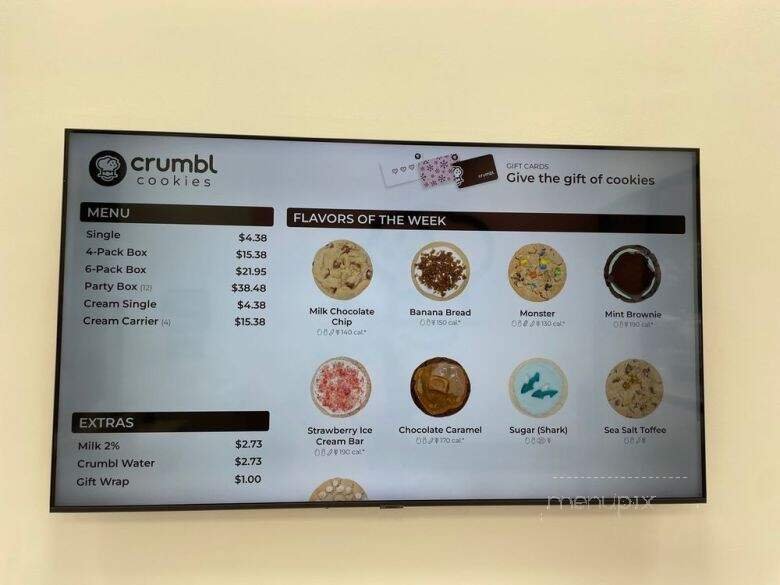 crumbl
cookies
GIFT CARDS
Give the gift of cookies
MENU
Single $4.38
4-Pack Box $15.38
6-Pack Box $21.95
Party Box (12) $38.48
Cream Single $4.38
Cream Carrier (4) $15.38
EXTRAS
Milk 2% $2.73
Crumbl Water $2.73
Gift Wrap $1.00
FLAVORS OF THE WEEK
Milk Chocolate
Chip
140 cal.*
Banana Bread
150 cal.*
Monster
130 cal.*
Mint Brownie
190 cal.*
Strawberry Ice
Cream Bar
190 cal.*
Chocolate Caramel
170 cal.*
Sugar (Shark)
Sea Salt Toffee
menupix